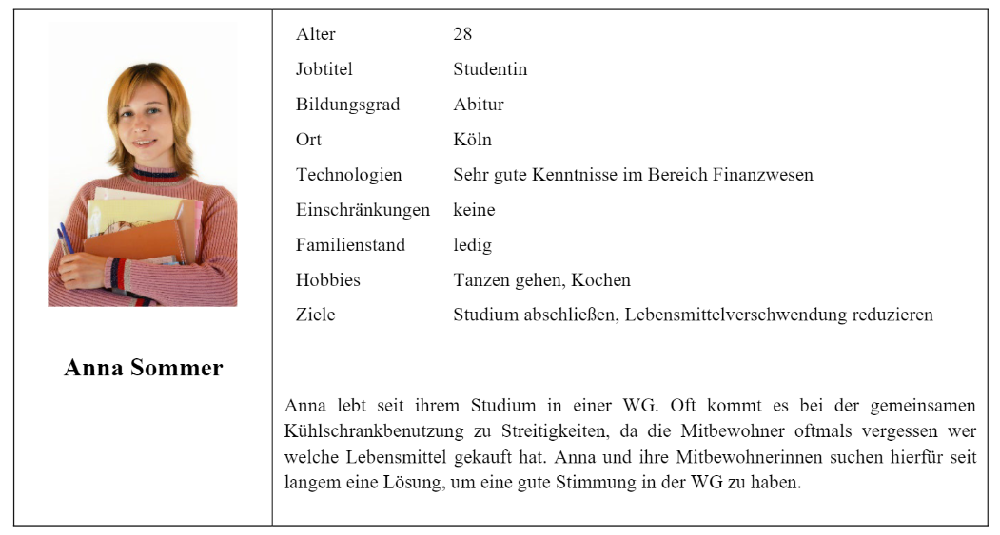 Alter 28
Jobtitel Studentin
Bildungsgrad Abitur
Ort Köln
Technologien Sehr gute Kenntnisse im Bereich Finanzwesen
Einschränkungen keine
Familienstand ledig
Hobbies Tanzen gehen, Kochen
Ziele Studium abschließen, Lebensmittelverschwendung reduzieren
Anna Sommer
Anna lebt seit ihrem Studium in einer WG. Oft kommt es bei der gemeinsamen
Kühlschrankbenutzung zu Streitigkeiten, da die Mitbewohner oftmals vergessen wer
welche Lebensmittel gekauft hat. Anna und ihre Mitbewohnerinnen suchen hierfür seit
langem eine Lösung, um eine gute Stimmung in der WG zu haben.